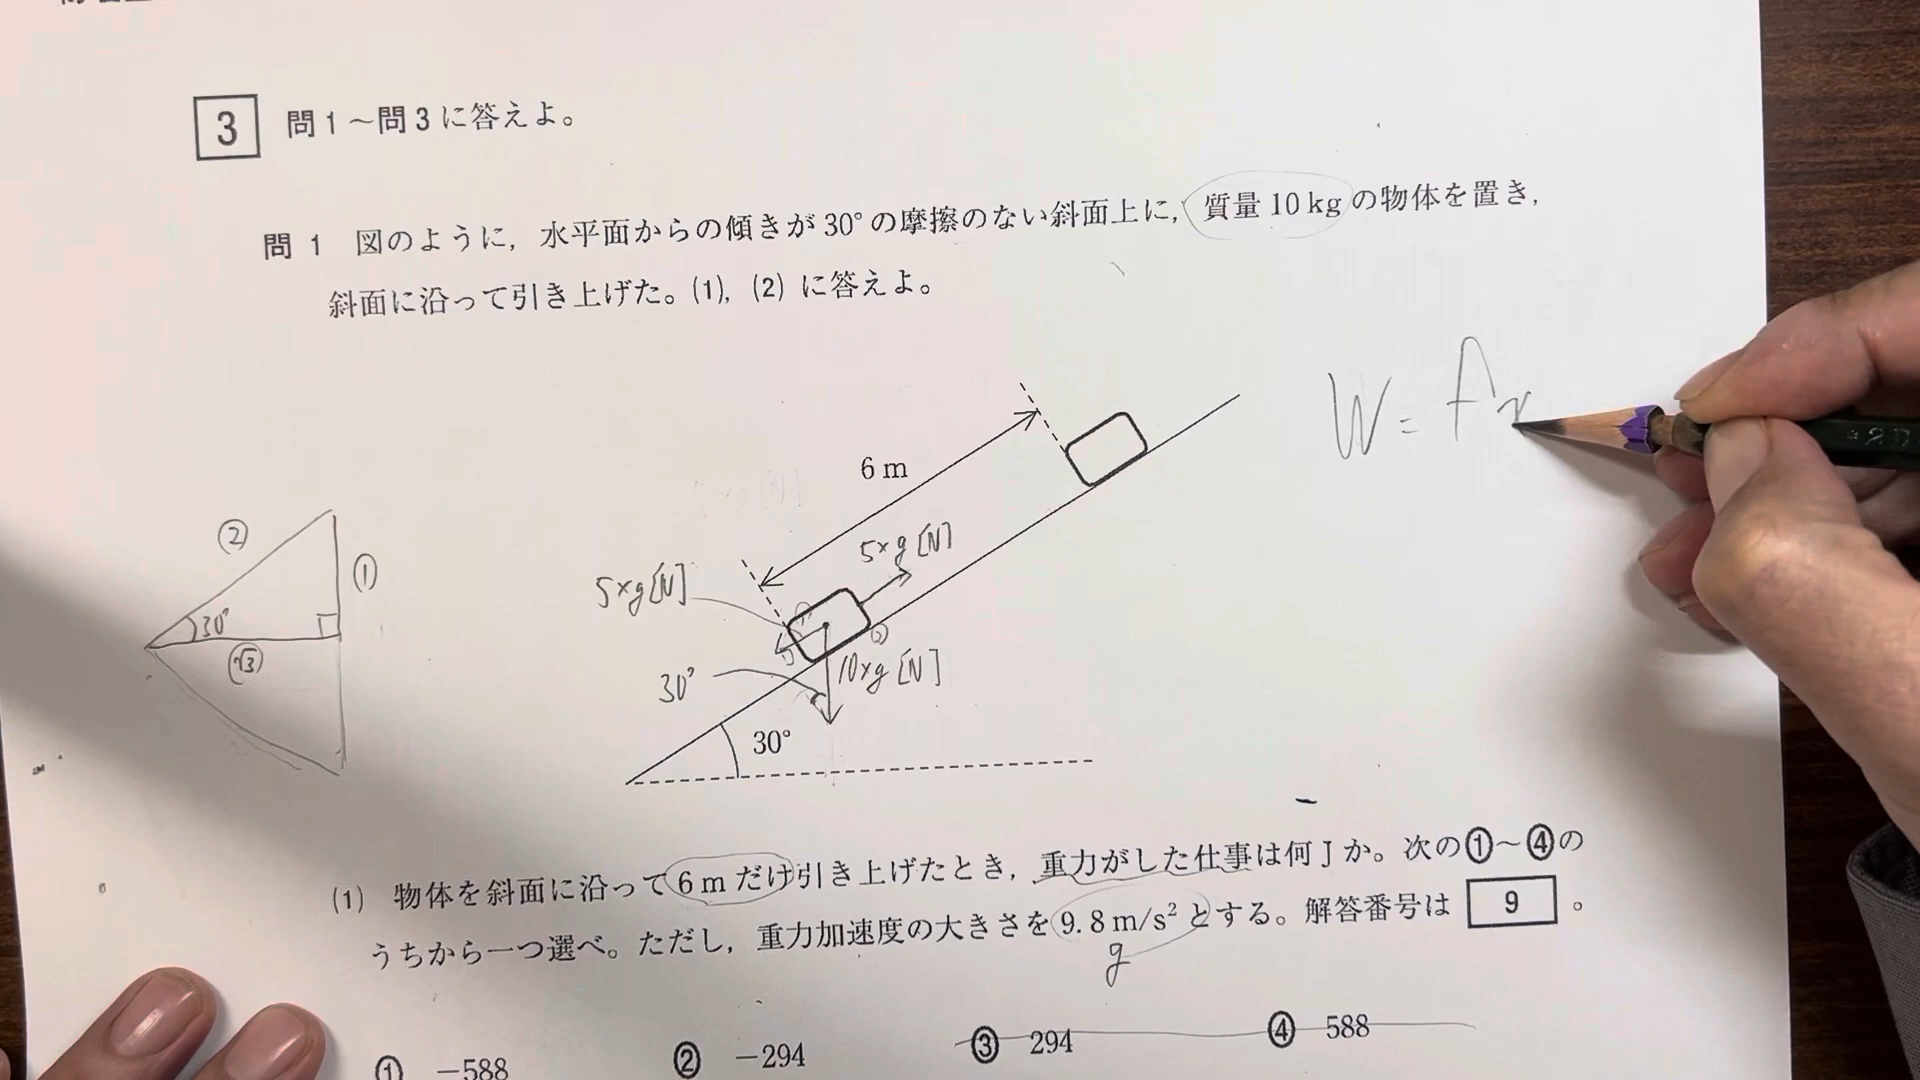 3 問1～問3に答えよ。
問 1 図のように，水平面からの傾きが30°の摩擦のない斜面上に，質量10 kgの物体を置き，
斜面に沿って引き上げた。(1)，(2) に答えよ。
W = Fx
6 m
5×g [N]
②
①
30°
√3
5×g[N]
10×g [N]
30°
30°
(1) 物体を斜面に沿って6 mだけ引き上げたとき，重力がした仕事は何Jか。次の①～④の
うちから一つ選べ。ただし，重力加速度の大きさを9.8 m/s²とする。解答番号は 9 。
g
① −588 ② −294 ③ 294 ④ 588